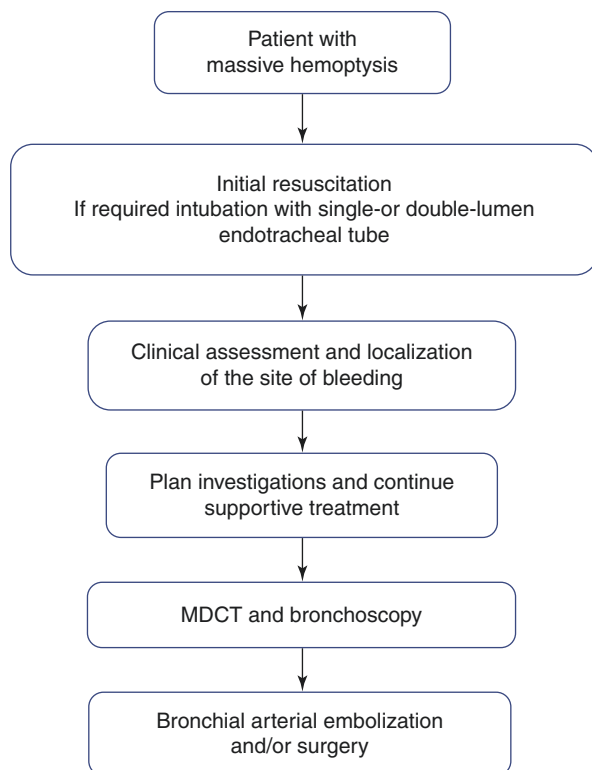 Patient with
massive hemoptysis
Initial resuscitation
If required intubation with single-or double-lumen
endotracheal tube
Clinical assessment and localization
of the site of bleeding
Plan investigations and continue
supportive treatment
MDCT and bronchoscopy
Bronchial arterial embolization
and/or surgery